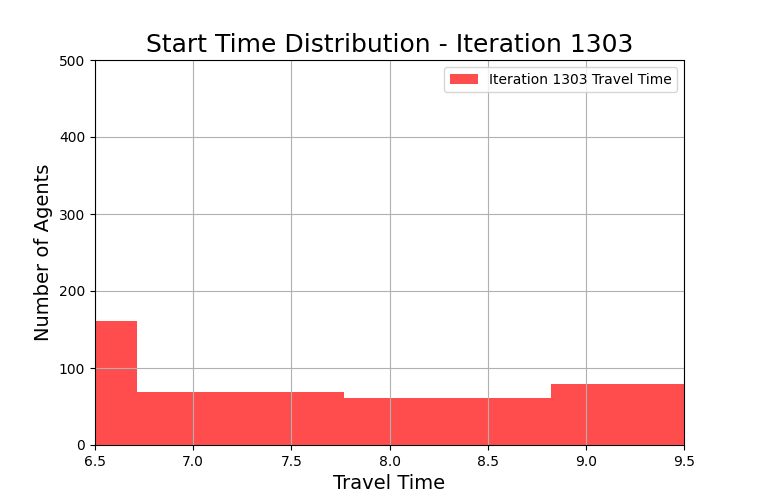 Start Time Distribution - Iteration 1303
Iteration 1303 Travel Time
Number of Agents
500
400
300
200
100
0
6.5 7.0 7.5 8.0 8.5 9.0 9.5
Travel Time